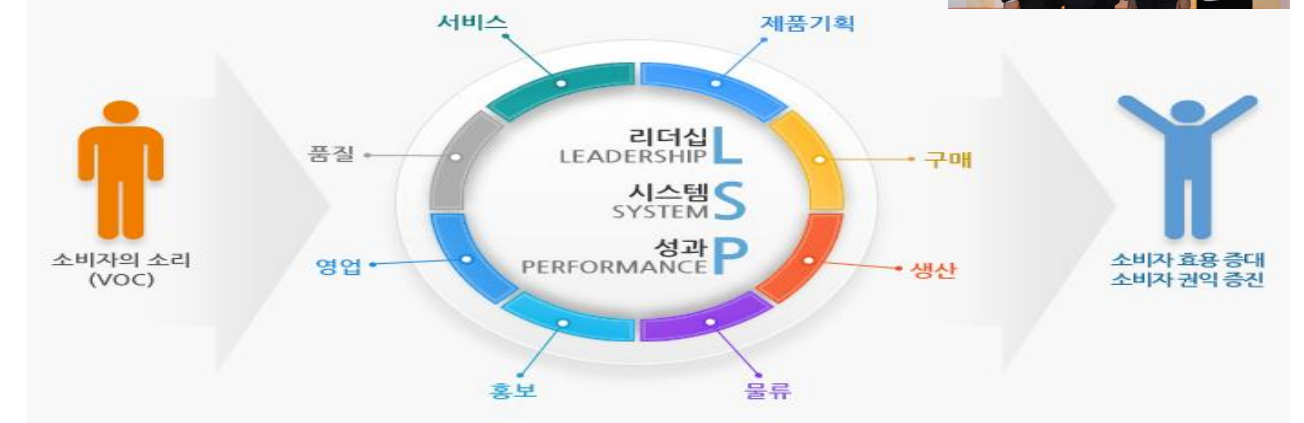 서비스
제품기획
품질
구매
영업
생산
홍보
물류
리더십
LEADERSHIP L
시스템
SYSTEM S
성과
PERFORMANCE P
소비자의 소리
(VOC)
소비자 효용 증대
소비자 권익 증진